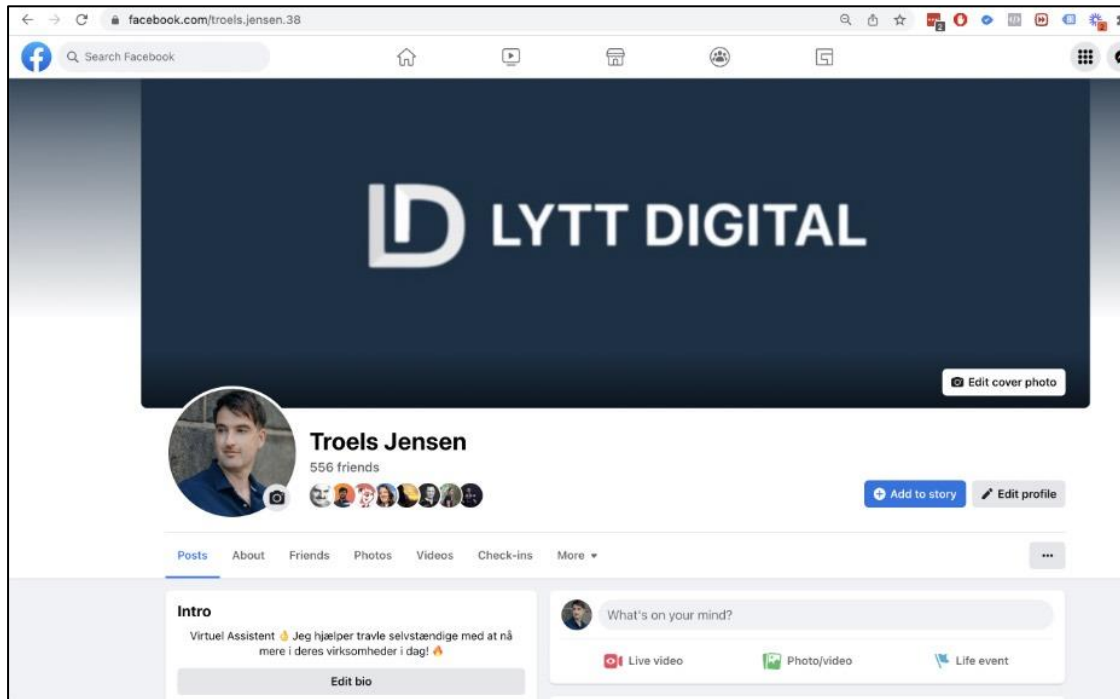 facebook.com/troels.jensen.38
2
2
Search Facebook
LYTT DIGITAL
Edit cover photo
Troels Jensen
556 friends
Add to story
Edit profile
Posts About Friends Photos Videos Check-ins More
Intro
Virtuel Assistent 👌 Jeg hjælper travle selvstændige med at nå
mere i deres virksomheder i dag! 🔥
Edit bio
What's on your mind?
Live video
Photo/video
Life event